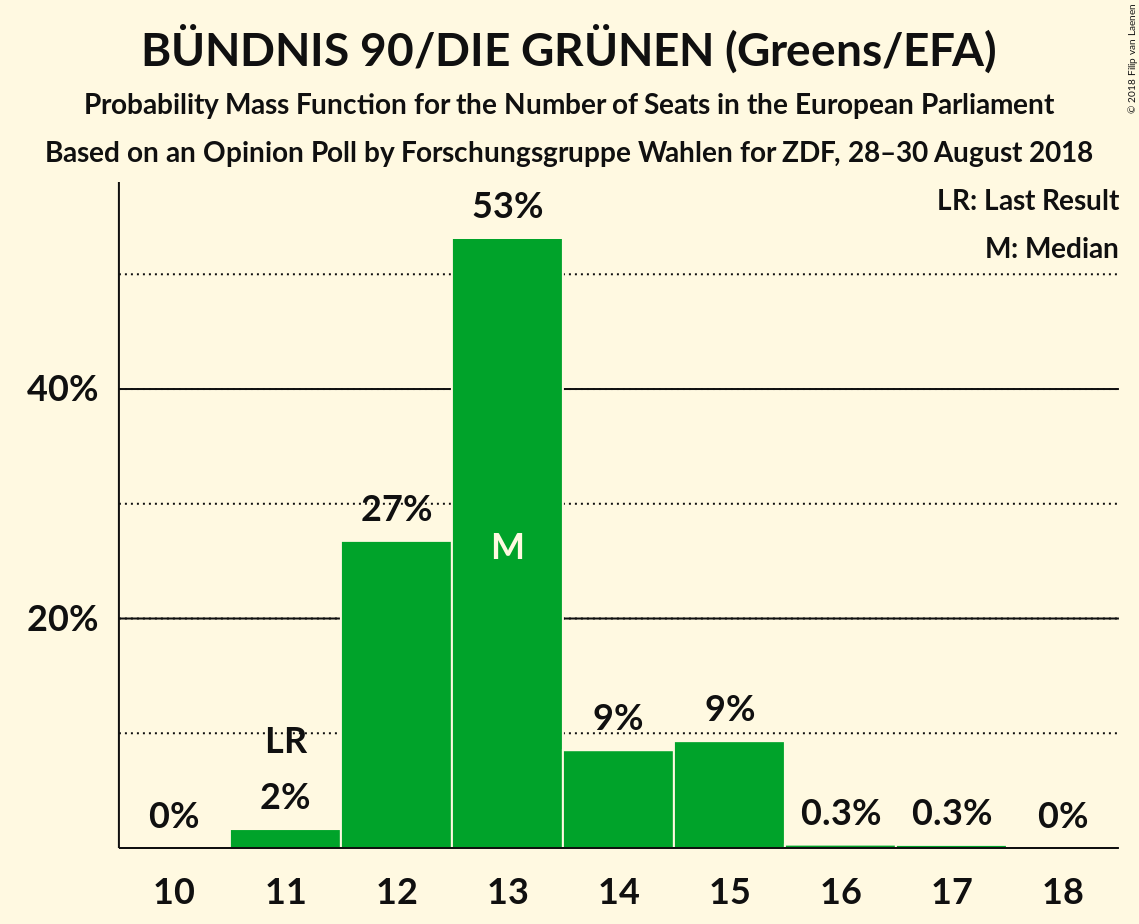 BÜNDNIS 90/DIE GRÜNEN (Greens/EFA)
Probability Mass Function for the Number of Seats in the European Parliament
Based on an Opinion Poll by Forschungsgruppe Wahlen for ZDF, 28–30 August 2018
© 2018 Filip van Laenen
LR: Last Result
M: Median
53%
40%
27%
M
20%
LR
9%
9%
2%
0%
0.3%
0.3%
0%
10 11 12 13 14 15 16 17 18